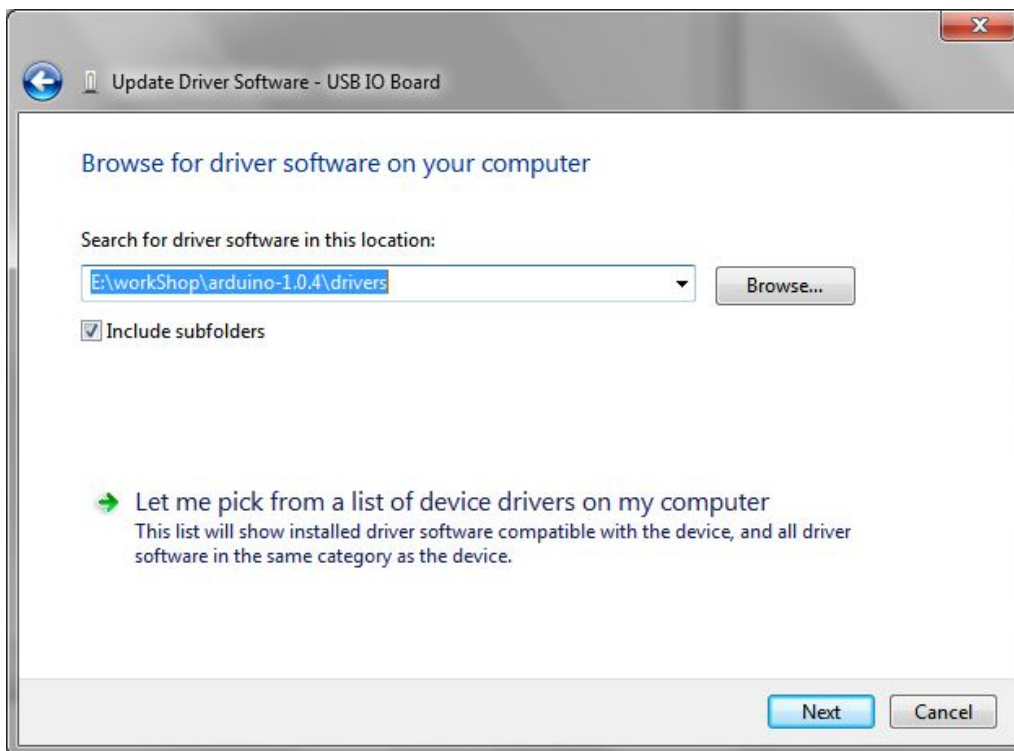 Update Driver Software - USB IO Board
Browse for driver software on your computer
Search for driver software in this location:
E:\workShop\arduino-1.0.4\drivers
Browse...
Include subfolders
Let me pick from a list of device drivers on my computer
This list will show installed driver software compatible with the device, and all driver
software in the same category as the device.
Next
Cancel